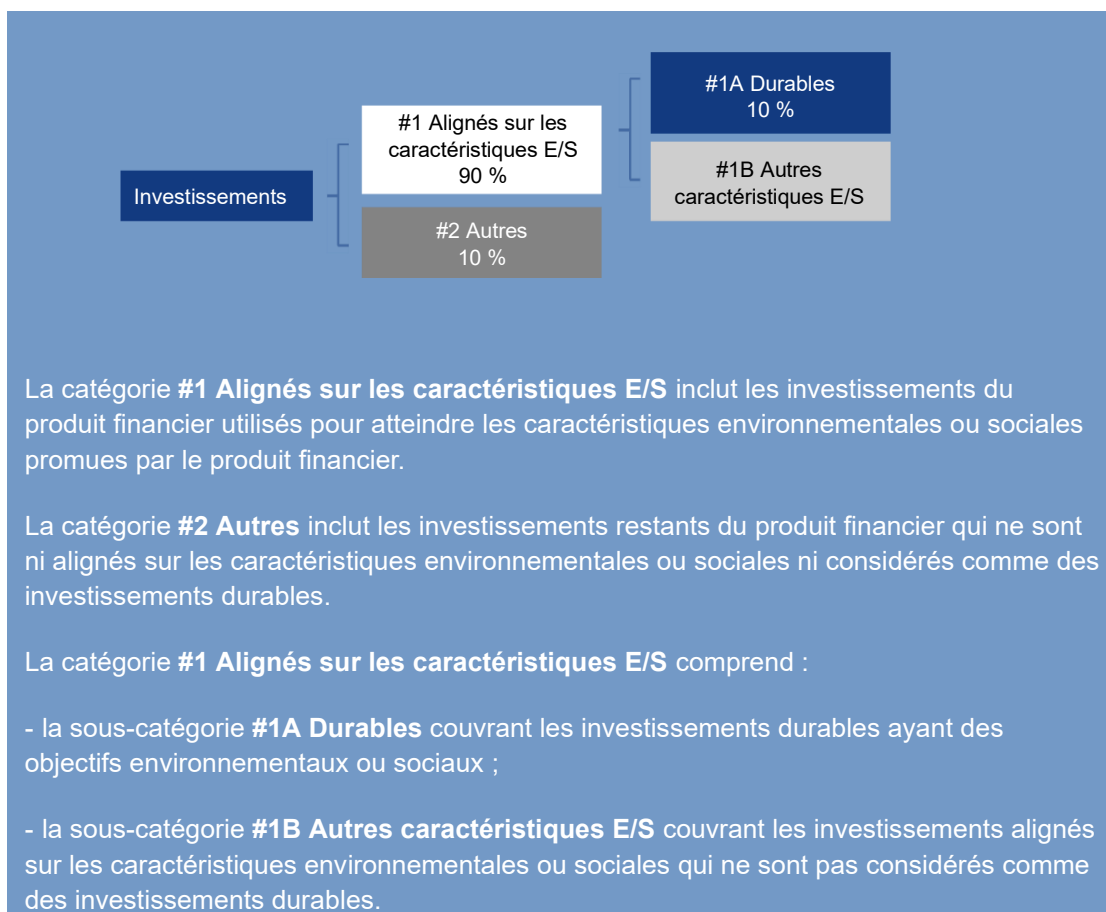 #1A Durables
10 %
#1 Alignés sur les
caractéristiques E/S
90 %
#1B Autres
caractéristiques E/S
Investissements
#2 Autres
10 %
La catégorie #1 Alignés sur les caractéristiques E/S inclut les investissements du
produit financier utilisés pour atteindre les caractéristiques environnementales ou sociales
promues par le produit financier.
La catégorie #2 Autres inclut les investissements restants du produit financier qui ne sont
ni alignés sur les caractéristiques environnementales ou sociales ni considérés comme des
investissements durables.
La catégorie #1 Alignés sur les caractéristiques E/S comprend :
- la sous-catégorie #1A Durables couvrant les investissements durables ayant des
objectifs environnementaux ou sociaux ;
- la sous-catégorie #1B Autres caractéristiques E/S couvrant les investissements alignés
sur les caractéristiques environnementales ou sociales qui ne sont pas considérés comme
des investissements durables.